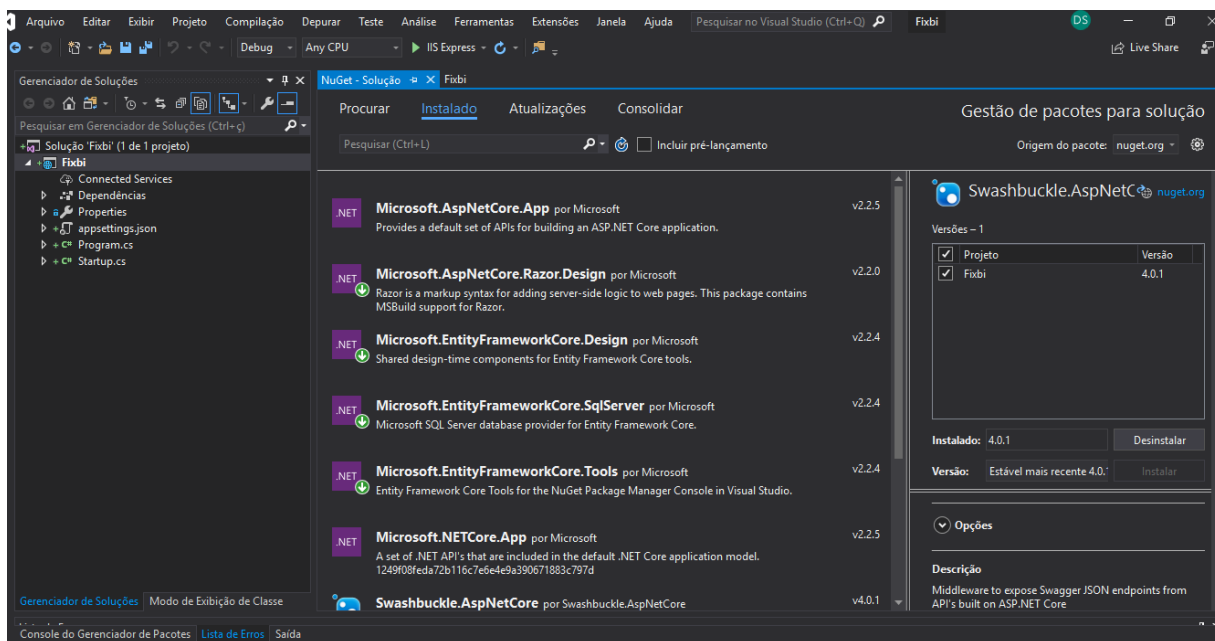 Arquivo Editar Exibir Projeto Compilação Depurar Teste Análise Ferramentas Extensões Janela Ajuda Pesquisar no Visual Studio (Ctrl+Q) Fixbi DS
Debug Any CPU IIS Express Live Share
Gerenciador de Soluções
Pesquisar em Gerenciador de Soluções (Ctrl+ç)
Solução 'Fixbi' (1 de 1 projeto)
Fixbi
Connected Services
Dependências
Properties
appsettings.json
C# Program.cs
C# Startup.cs
Gerenciador de Soluções Modo de Exibição de Classe
NuGet - Solução Fixbi
Procurar Instalado Atualizações Consolidar
Gestão de pacotes para solução
Pesquisar (Ctrl+L) Incluir pré-lançamento
Origem do pacote: nuget.org
.NET Microsoft.AspNetCore.App por Microsoft v2.2.5
Provides a default set of APIs for building an ASP.NET Core application.
.NET Microsoft.AspNetCore.Razor.Design por Microsoft v2.2.0
Razor is a markup syntax for adding server-side logic to web pages. This package contains
MSBuild support for Razor.
.NET Microsoft.EntityFrameworkCore.Design por Microsoft v2.2.4
Shared design-time components for Entity Framework Core tools.
.NET Microsoft.EntityFrameworkCore.SqlServer por Microsoft v2.2.4
Microsoft SQL Server database provider for Entity Framework Core.
.NET Microsoft.EntityFrameworkCore.Tools por Microsoft v2.2.4
Entity Framework Core Tools for the NuGet Package Manager Console in Visual Studio.
.NET Microsoft.NETCore.App por Microsoft v2.2.5
A set of .NET API's that are included in the default .NET Core application model.
1249f08feda72b116c7e6e4e9a390671883c797d
Swashbuckle.AspNetCore por Swashbuckle.AspNetCore v4.0.1
Swashbuckle.AspNetC nuget.org
Versões – 1
Projeto Versão
Fixbi 4.0.1
Instalado: 4.0.1 Desinstalar
Versão: Estável mais recente 4.0. Instalar
Opções
Descrição
Middleware to expose Swagger JSON endpoints from
API's built on ASP.NET Core
Console do Gerenciador de Pacotes Lista de Erros Saída